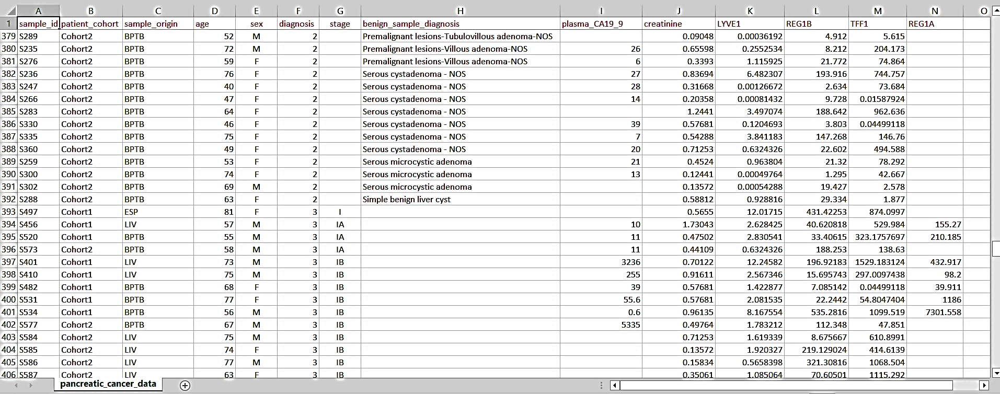 A B C D E F G H I J K L M N O
1 sample_id patient_cohort sample_origin age sex diagnosis stage benign_sample_diagnosis plasma_CA19_9 creatinine LYVE1 REG1B TFF1 REG1A
379 S289 Cohort2 BPTB 52 M 2 Premalignant lesions-Tubulovillous adenoma-NOS 0.09048 0.00036192 4.912 5.615
380 S235 Cohort2 BPTB 72 M 2 Premalignant lesions-Villous adenoma-NOS 26 0.65598 0.2552534 8.212 204.173
381 S276 Cohort2 BPTB 59 F 2 Premalignant lesions-Villous adenoma-NOS 6 0.3393 1.115925 21.772 74.864
382 S236 Cohort2 BPTB 76 F 2 Serous cystadenoma - NOS 27 0.83694 6.482307 193.916 744.757
383 S247 Cohort2 BPTB 40 F 2 Serous cystadenoma - NOS 28 0.31668 0.00126672 2.634 73.684
384 S266 Cohort2 BPTB 47 F 2 Serous cystadenoma - NOS 14 0.20358 0.00081432 9.728 0.01587924
385 S283 Cohort2 BPTB 64 F 2 Serous cystadenoma - NOS 1.2441 3.497074 188.642 962.636
386 S330 Cohort2 BPTB 46 F 2 Serous cystadenoma - NOS 39 0.57681 0.1204693 3.803 0.04499118
387 S335 Cohort2 BPTB 75 F 2 Serous cystadenoma - NOS 7 0.54288 3.841183 147.268 146.76
388 S360 Cohort2 BPTB 49 F 2 Serous cystadenoma - NOS 20 0.71253 0.6324326 22.602 494.588
389 S259 Cohort2 BPTB 53 F 2 Serous microcystic adenoma 21 0.4524 0.963804 21.32 78.292
390 S300 Cohort2 BPTB 74 F 2 Serous microcystic adenoma 13 0.12441 0.00049764 1.295 42.667
391 S302 Cohort2 BPTB 69 M 2 Serous microcystic adenoma 0.13572 0.00054288 19.427 2.578
392 S288 Cohort2 BPTB 63 F 2 Simple benign liver cyst 0.58812 0.928816 29.334 1.877
393 S497 Cohort1 ESP 81 F 3 I 0.5655 12.01715 431.42253 874.0997
394 S456 Cohort1 LIV 57 M 3 IA 10 1.73043 2.628425 40.620818 529.984 155.27
395 S520 Cohort1 BPTB 55 M 3 IA 11 0.47502 2.830541 33.40615 323.1757697 210.185
396 S573 Cohort2 BPTB 58 M 3 IA 11 0.44109 0.6324326 188.253 138.63
397 S401 Cohort1 LIV 73 M 3 IB 3236 0.70122 12.24582 196.92183 1529.183124 432.917
398 S410 Cohort1 LIV 75 M 3 IB 255 0.91611 2.567346 15.695743 297.0097438 98.2
399 S482 Cohort1 BPTB 68 F 3 IB 39 0.57681 1.422877 7.085142 0.04499118 39.911
400 S531 Cohort1 BPTB 77 F 3 IB 55.6 0.57681 2.081535 22.2442 54.8047404 1186
401 S534 Cohort1 BPTB 56 M 3 IB 0.6 0.96135 8.167554 535.2816 1099.519 7301.558
402 S577 Cohort2 BPTB 67 M 3 IB 5335 0.49764 1.783212 112.348 47.851
403 S584 Cohort2 LIV 75 M 3 IB 0.71253 1.619339 8.675667 610.8991
404 S585 Cohort2 LIV 74 F 3 IB 0.13572 1.920327 219.129024 414.6139
405 S586 Cohort2 LIV 77 M 3 IB 0.15834 0.5658398 321.30816 1068.504
406 S587 Cohort2 LIV 63 F 3 IB 0.35061 1.085064 70.60501 1115.292
pancreatic_cancer_data